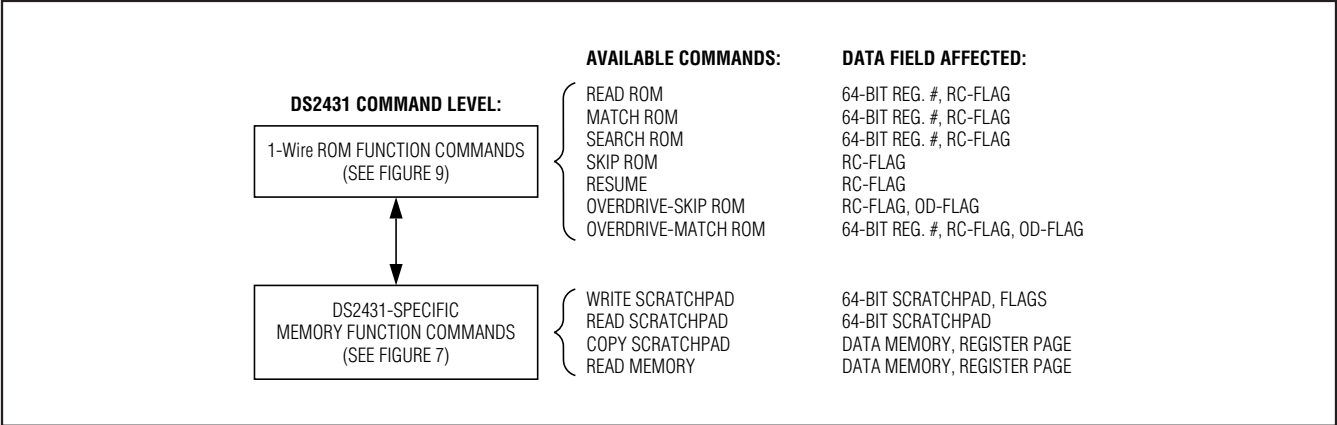 AVAILABLE COMMANDS: DATA FIELD AFFECTED:
DS2431 COMMAND LEVEL:
1-Wire ROM FUNCTION COMMANDS
(SEE FIGURE 9)
READ ROM 64-BIT REG. #, RC-FLAG
MATCH ROM 64-BIT REG. #, RC-FLAG
SEARCH ROM 64-BIT REG. #, RC-FLAG
SKIP ROM RC-FLAG
RESUME RC-FLAG
OVERDRIVE-SKIP ROM RC-FLAG, OD-FLAG
OVERDRIVE-MATCH ROM 64-BIT REG. #, RC-FLAG, OD-FLAG
DS2431-SPECIFIC
MEMORY FUNCTION COMMANDS
(SEE FIGURE 7)
WRITE SCRATCHPAD 64-BIT SCRATCHPAD, FLAGS
READ SCRATCHPAD 64-BIT SCRATCHPAD
COPY SCRATCHPAD DATA MEMORY, REGISTER PAGE
READ MEMORY DATA MEMORY, REGISTER PAGE